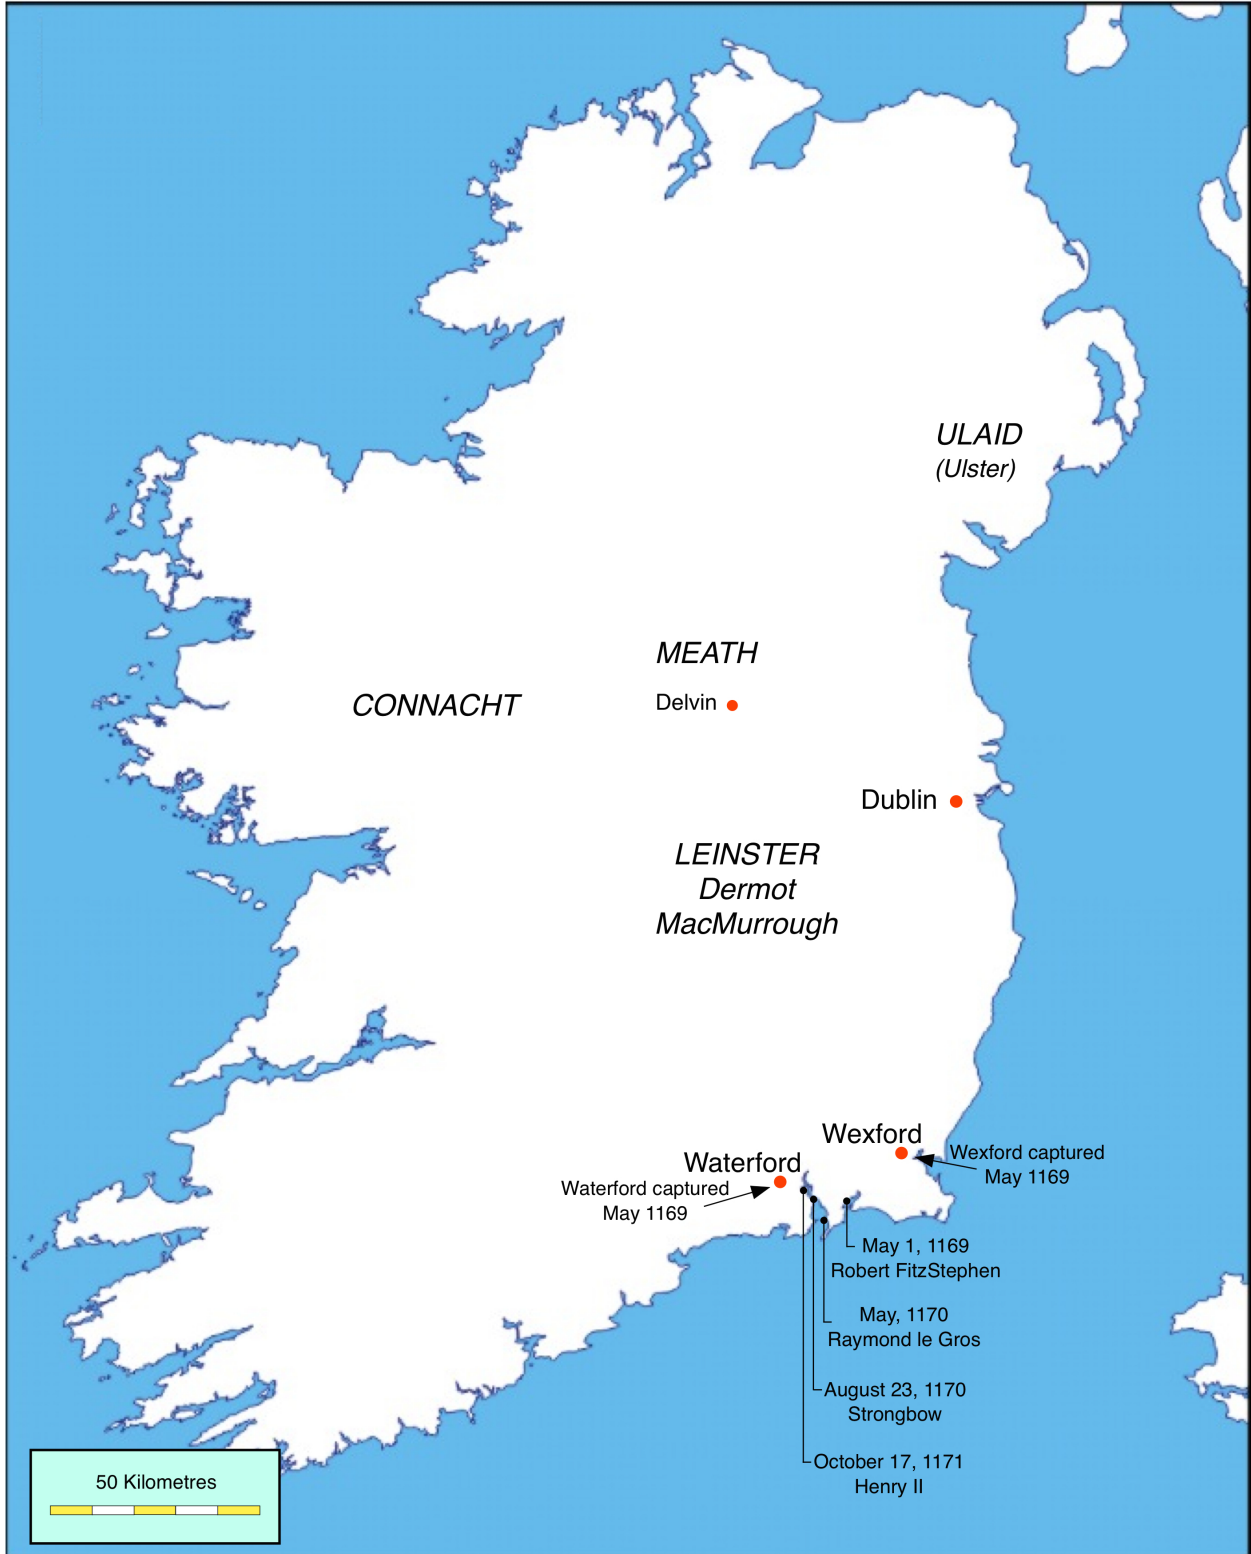 ULAID
(Ulster)
MEATH
Delvin
CONNACHT
Dublin
LEINSTER
Dermot
MacMurrough
Wexford
Wexford captured
May 1169
Waterford
Waterford captured
May 1169
May 1, 1169
Robert FitzStephen
May, 1170
Raymond le Gros
August 23, 1170
Strongbow
October 17, 1171
Henry II
50 Kilometres